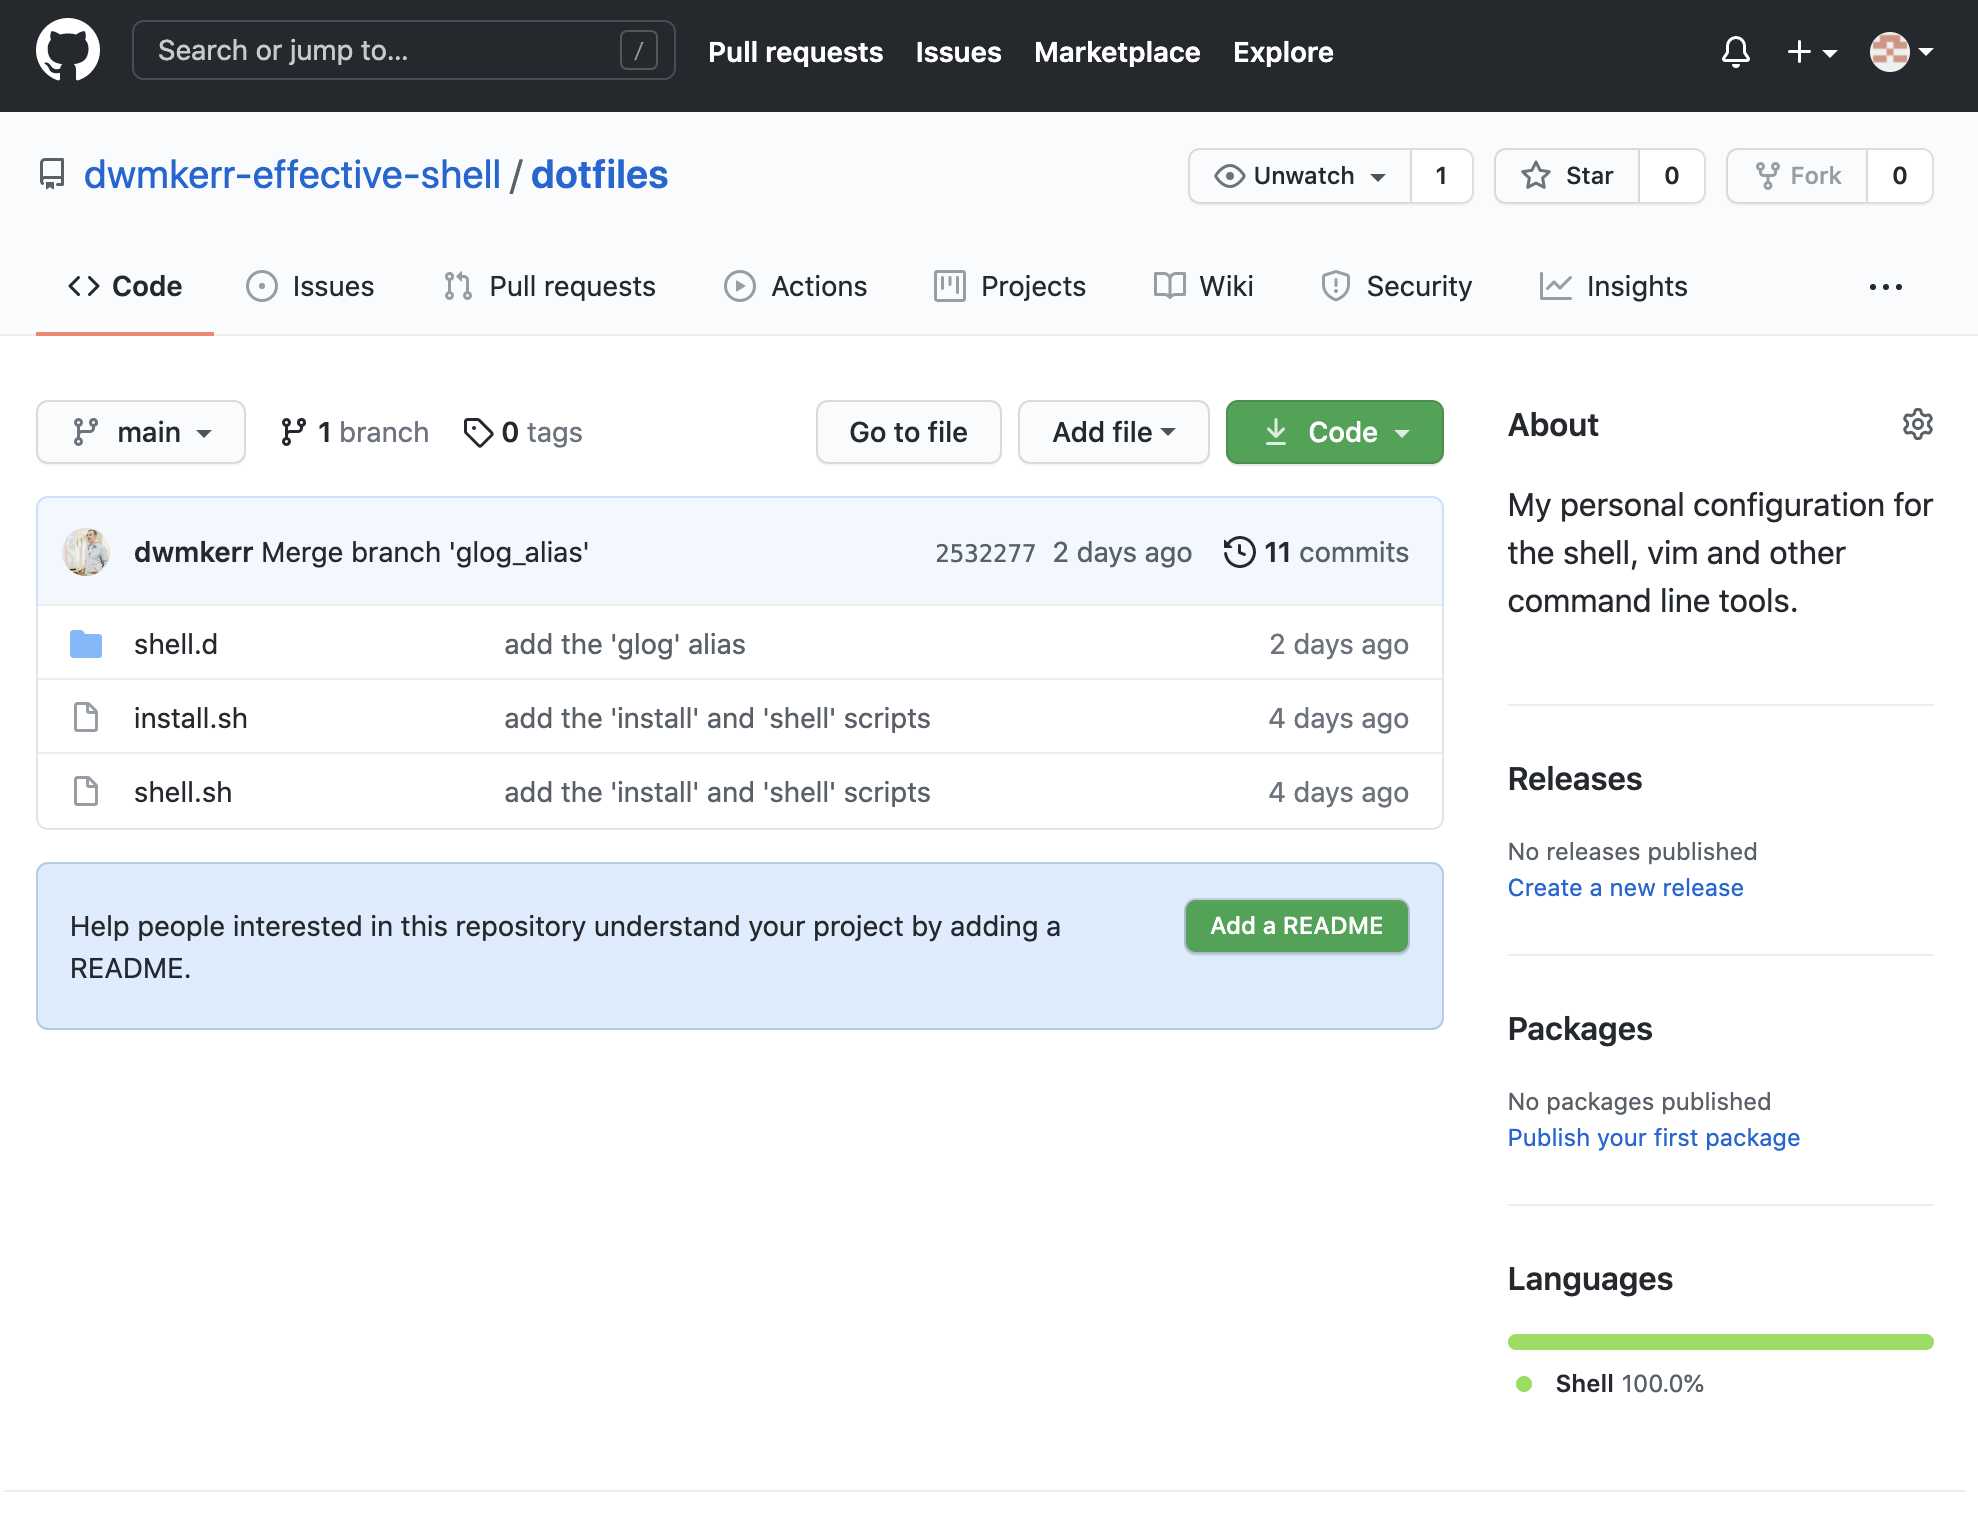 Search or jump to... /
Pull requests Issues Marketplace Explore
dwmkerr-effective-shell / dotfiles
Unwatch 1 Star 0 Fork 0
Code Issues Pull requests Actions Projects Wiki Security Insights
main 1 branch 0 tags Go to file Add file Code
dwmkerr Merge branch 'glog_alias' 2532277 2 days ago 11 commits
shell.d add the 'glog' alias 2 days ago
install.sh add the 'install' and 'shell' scripts 4 days ago
shell.sh add the 'install' and 'shell' scripts 4 days ago
Help people interested in this repository understand your project by adding a
README.
Add a README
About
My personal configuration for
the shell, vim and other
command line tools.
Releases
No releases published
Create a new release
Packages
No packages published
Publish your first package
Languages
Shell 100.0%